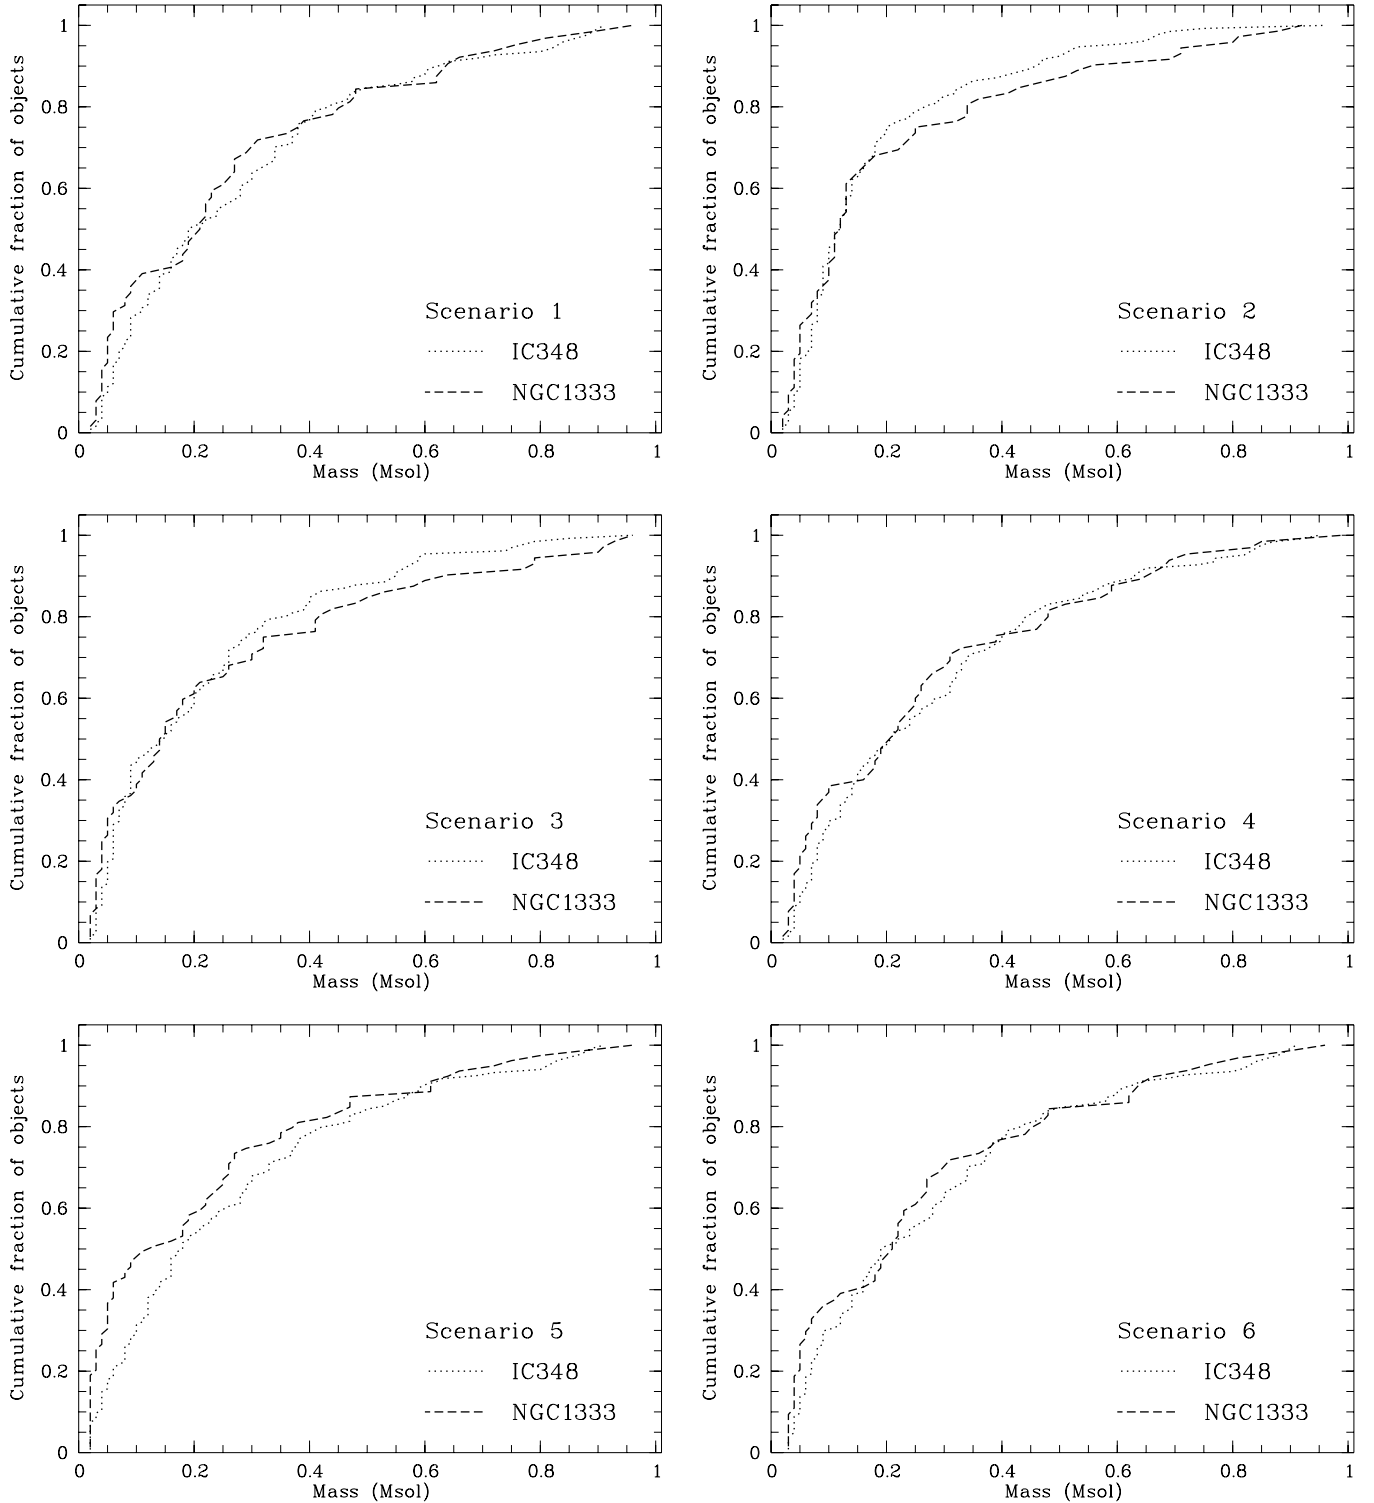 1
0.8
0.6
0.4
0.2
0
Cumulative fraction of objects
Scenario 1
IC348
NGC1333
0 0.2 0.4 0.6 0.8 1
Mass (Msol)
1
0.8
0.6
0.4
0.2
0
Cumulative fraction of objects
Scenario 2
IC348
NGC1333
0 0.2 0.4 0.6 0.8 1
Mass (Msol)
1
0.8
0.6
0.4
0.2
0
Cumulative fraction of objects
Scenario 3
IC348
NGC1333
0 0.2 0.4 0.6 0.8 1
Mass (Msol)
1
0.8
0.6
0.4
0.2
0
Cumulative fraction of objects
Scenario 4
IC348
NGC1333
0 0.2 0.4 0.6 0.8 1
Mass (Msol)
1
0.8
0.6
0.4
0.2
0
Cumulative fraction of objects
Scenario 5
IC348
NGC1333
0 0.2 0.4 0.6 0.8 1
Mass (Msol)
1
0.8
0.6
0.4
0.2
0
Cumulative fraction of objects
Scenario 6
IC348
NGC1333
0 0.2 0.4 0.6 0.8 1
Mass (Msol)